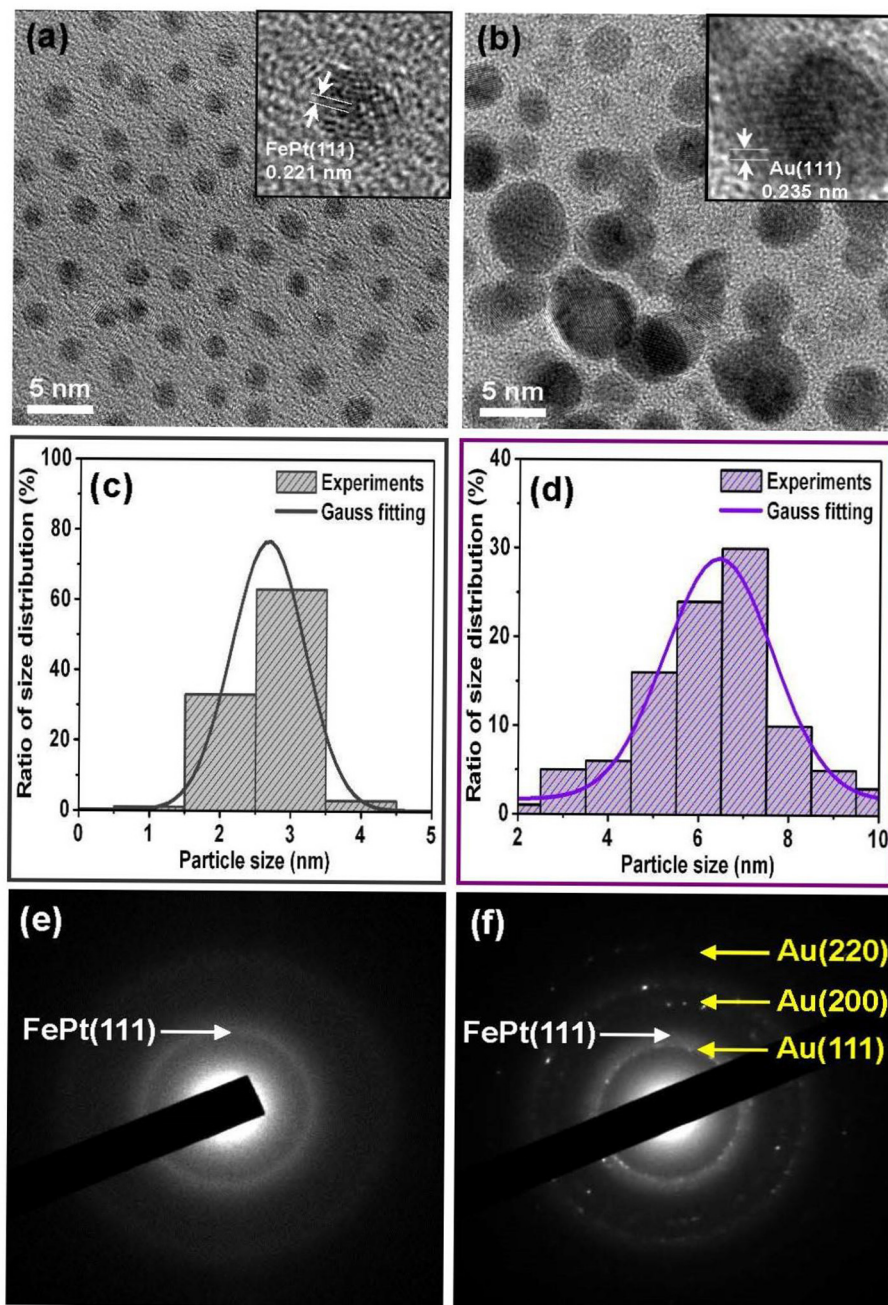 (a)
FePt(111)
0.221 nm
5 nm
(b)
Au(111)
0.235 nm
5 nm
(c)
Experiments
Gauss fitting
Ratio of size distribution (%)
100
80
60
40
20
0
0 1 2 3 4 5
Particle size (nm)
(d)
Experiments
Gauss fitting
Ratio of size distribution (%)
40
30
20
10
0
2 4 6 8 10
Particle size (nm)
(e)
FePt(111)
(f)
Au(220)
Au(200)
FePt(111)
Au(111)